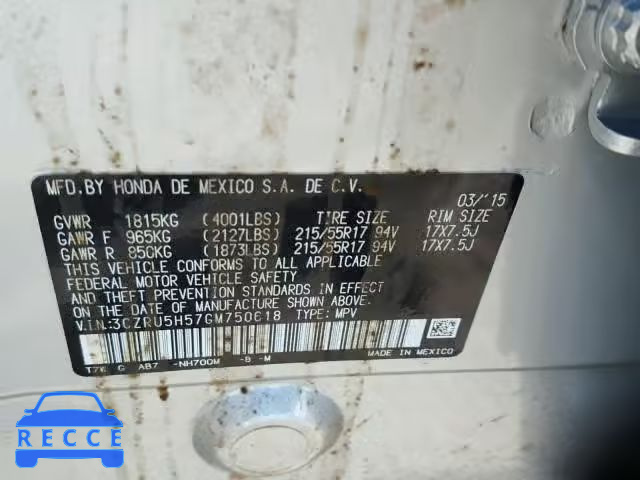 MFD. BY HONDA DE MEXICO S.A. DE C.V.
03/'15
GVWR 1815KG (4001LBS) TIRE SIZE RIM SIZE
GAWR F 965KG (2127LBS) 215/55R17 94V 17X7.5J
GAWR R 850KG (1873LBS) 215/55R17 94V 17X7.5J
THIS VEHICLE CONFORMS TO ALL APPLICABLE
FEDERAL MOTOR VEHICLE SAFETY STANDARDS IN EFFECT
ON THE DATE OF MANUFACTURE SHOWN ABOVE.
V.I.N:3CZRU5H57GM750618 TYPE: MPV
G AB7 -NH700M -B -M MADE IN MEXICO
RECCE